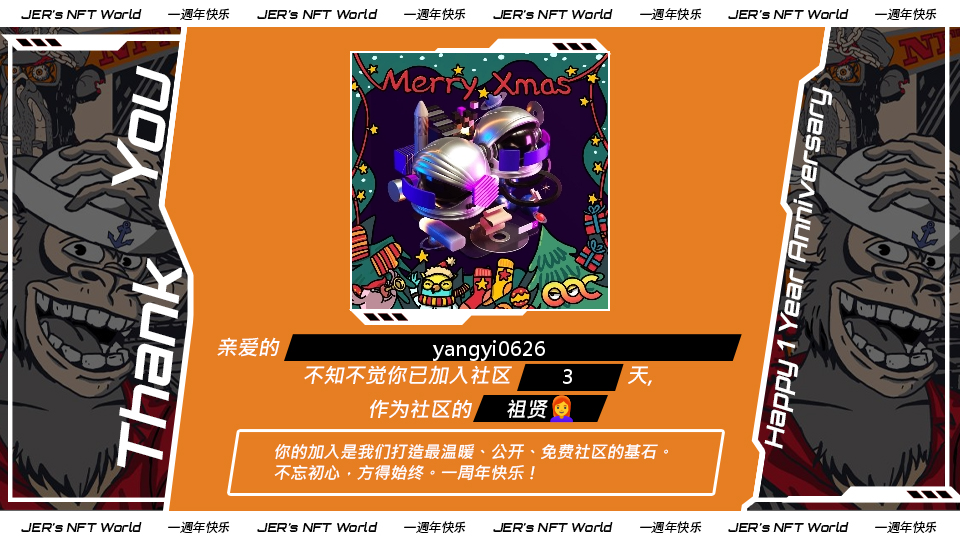 JER's NFT World 一週年快乐 JER's NFT World 一週年快乐 JER's NFT World 一週年快乐 JER's NFT World 一週年快乐
Thank You
Merry Xmas
OOC
亲爱的 yangyi0626
不知不觉你已加入社区 3 天,
作为社区的 祖贤👩‍🦰
你的加入是我们打造最温暖、公开、免费社区的基石。
不忘初心，方得始终。一周年快乐！
Happy 1 Year Anniversary
JER's NFT World 一週年快乐 JER's NFT World 一週年快乐 JER's NFT World 一週年快乐 JER's NFT World 一週年快乐